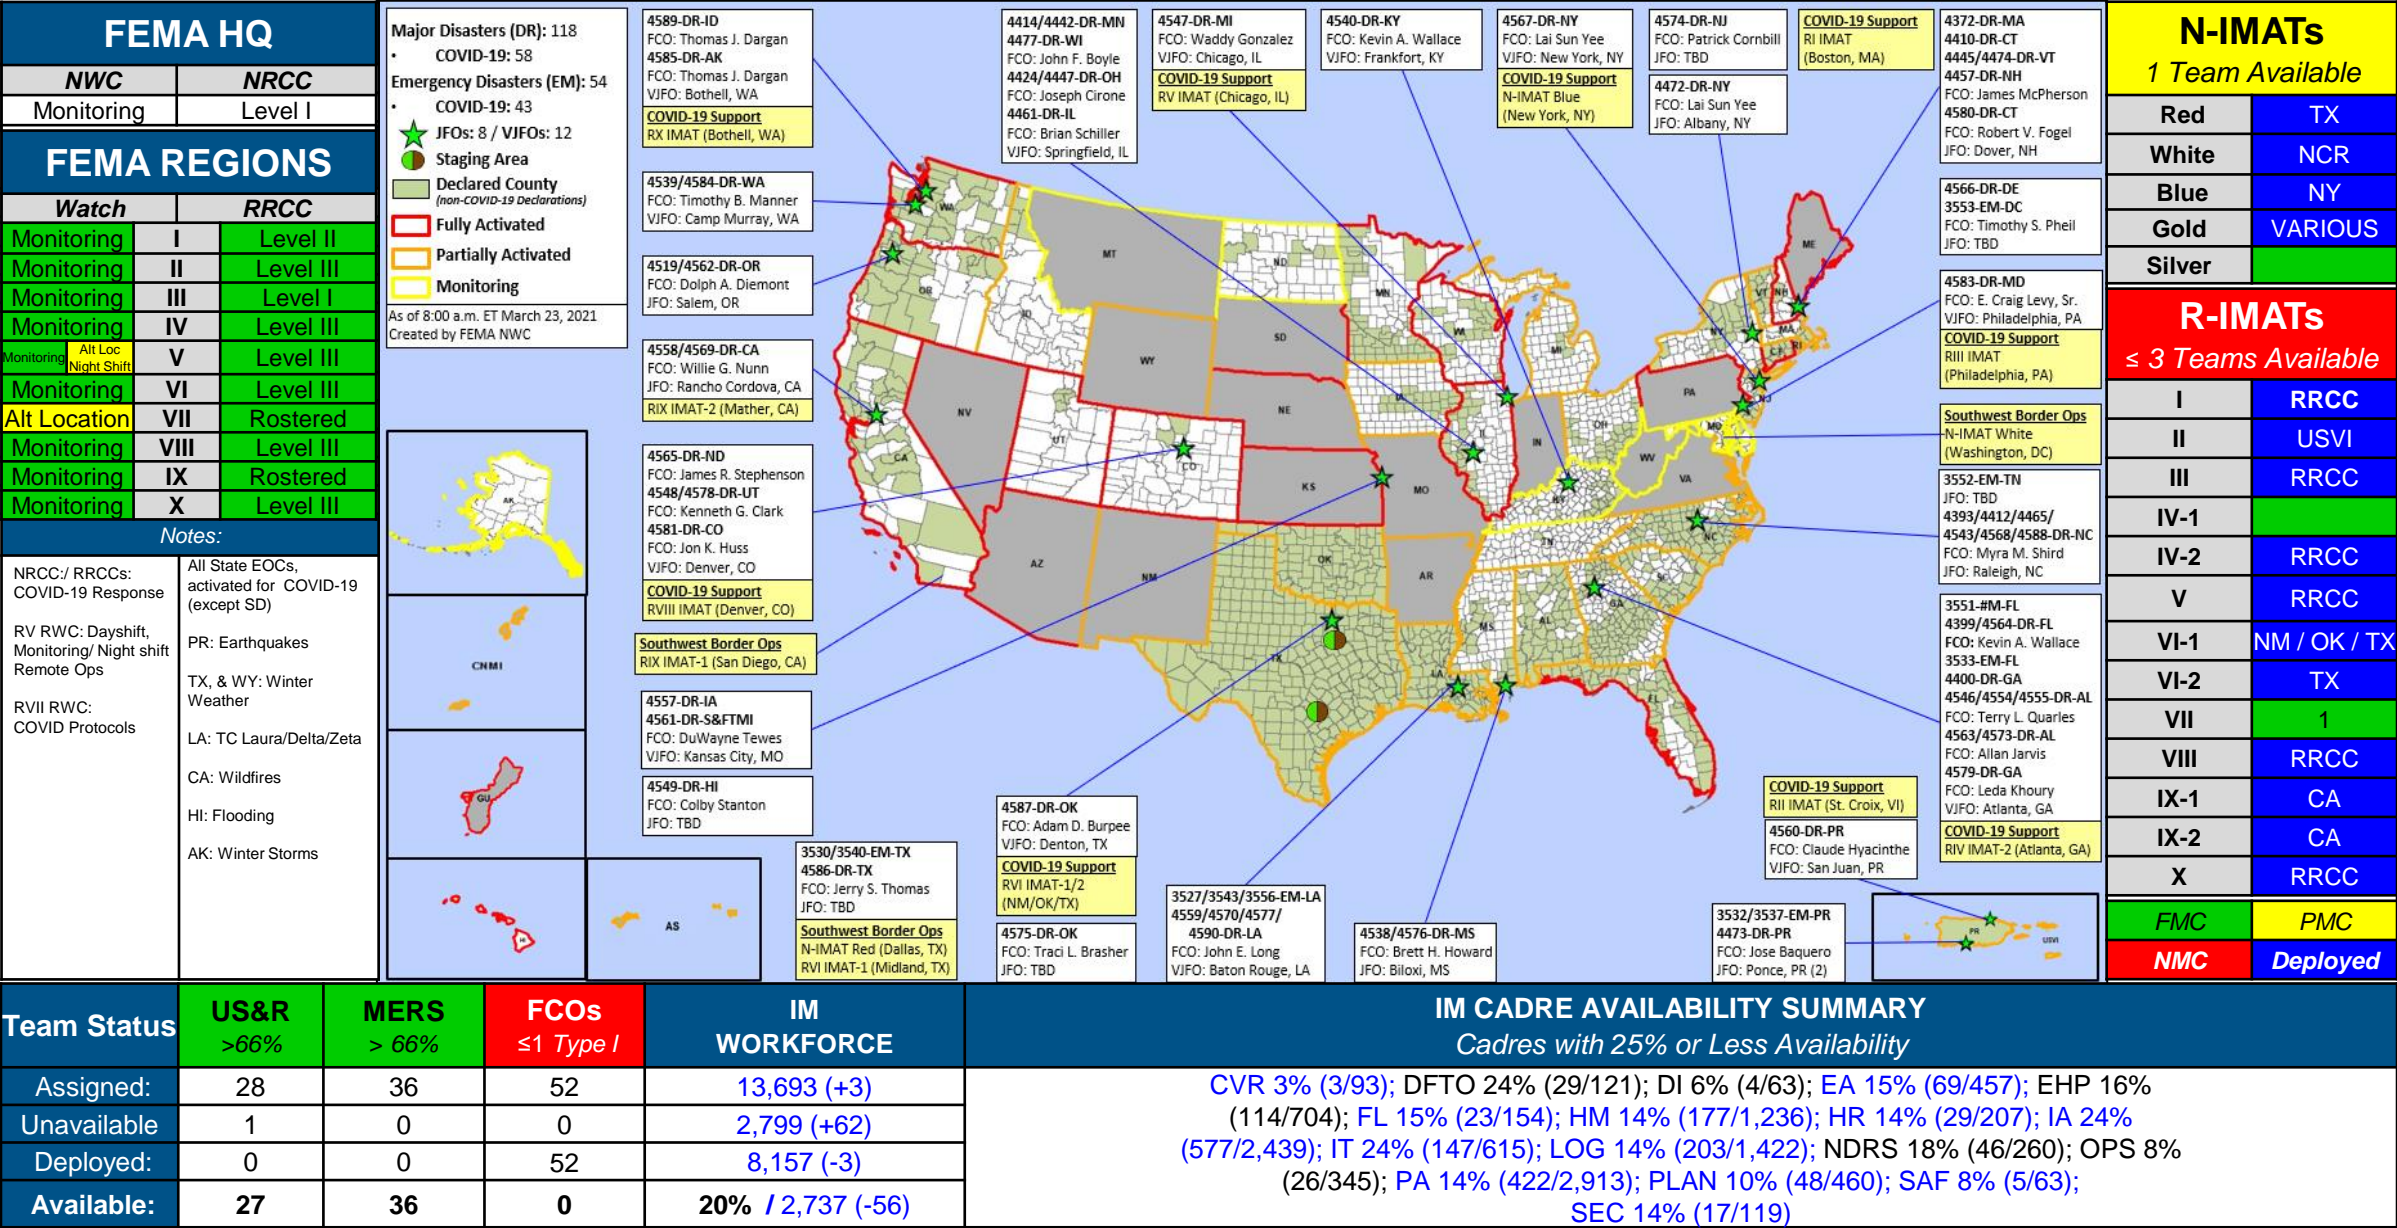 FEMA HQ
NWC NRCC
Monitoring Level I
FEMA REGIONS
Watch RRCC
Monitoring I Level II
Monitoring II Level III
Monitoring III Level I
Monitoring IV Level III
Monitoring Alt Loc Night Shift V Level III
Monitoring VI Level III
Alt Location VII Rostered
Monitoring VIII Level III
Monitoring IX Rostered
Monitoring X Level III
Notes:
NRCC:/ RRCCs:
COVID-19 Response
RV RWC: Dayshift,
Monitoring/ Night shift
Remote Ops
RVII RWC:
COVID Protocols
All State EOCs,
activated for COVID-19
(except SD)
PR: Earthquakes
TX, & WY: Winter
Weather
LA: TC Laura/Delta/Zeta
CA: Wildfires
HI: Flooding
AK: Winter Storms
Major Disasters (DR): 118
• COVID-19: 58
Emergency Disasters (EM): 54
• COVID-19: 43
JFOs: 8 / VJFOs: 12
Staging Area
Declared County
(non-COVID-19 Declarations)
Fully Activated
Partially Activated
Monitoring
As of 8:00 a.m. ET March 23, 2021
Created by FEMA NWC
4589-DR-ID
FCO: Thomas J. Dargan
4585-DR-AK
FCO: Thomas J. Dargan
VJFO: Bothell, WA
COVID-19 Support
RX IMAT (Bothell, WA)
4539/4584-DR-WA
FCO: Timothy B. Manner
VJFO: Camp Murray, WA
4519/4562-DR-OR
FCO: Dolph A. Diemont
JFO: Salem, OR
4558/4569-DR-CA
FCO: Willie G. Nunn
JFO: Rancho Cordova, CA
RIX IMAT-2 (Mather, CA)
4565-DR-ND
FCO: James R. Stephenson
4548/4578-DR-UT
FCO: Kenneth G. Clark
4581-DR-CO
FCO: Jon K. Huss
VJFO: Denver, CO
COVID-19 Support
RVIII IMAT (Denver, CO)
Southwest Border Ops
RIX IMAT-1 (San Diego, CA)
4557-DR-IA
4561-DR-S&FTMI
FCO: DuWayne Tewes
VJFO: Kansas City, MO
4549-DR-HI
FCO: Colby Stanton
JFO: TBD
3530/3540-EM-TX
4586-DR-TX
FCO: Jerry S. Thomas
JFO: TBD
Southwest Border Ops
N-IMAT Red (Dallas, TX)
RVI IMAT-1 (Midland, TX)
4414/4442-DR-MN
4477-DR-WI
FCO: John F. Boyle
4424/4447-DR-OH
FCO: Joseph Cirone
4461-DR-IL
FCO: Brian Schiller
VJFO: Springfield, IL
4547-DR-MI
FCO: Waddy Gonzalez
VJFO: Chicago, IL
COVID-19 Support
RV IMAT (Chicago, IL)
4540-DR-KY
FCO: Kevin A. Wallace
VJFO: Frankfort, KY
4567-DR-NY
FCO: Lai Sun Yee
VJFO: New York, NY
COVID-19 Support
N-IMAT Blue
(New York, NY)
4574-DR-NJ
FCO: Patrick Cornbill
JFO: TBD
4472-DR-NY
FCO: Lai Sun Yee
JFO: Albany, NY
COVID-19 Support
RI IMAT
(Boston, MA)
4372-DR-MA
4410-DR-CT
4445/4474-DR-VT
4457-DR-NH
FCO: James McPherson
4580-DR-CT
FCO: Robert V. Fogel
JFO: Dover, NH
4566-DR-DE
3553-EM-DC
FCO: Timothy S. Pheil
JFO: TBD
4583-DR-MD
FCO: E. Craig Levy, Sr.
VJFO: Philadelphia, PA
COVID-19 Support
RIII IMAT
(Philadelphia, PA)
Southwest Border Ops
N-IMAT White
(Washington, DC)
3552-EM-TN
JFO: TBD
4393/4412/4465/
4543/4568/4588-DR-NC
FCO: Myra M. Shird
JFO: Raleigh, NC
3551-#M-FL
4399/4564-DR-FL
FCO: Kevin A. Wallace
3533-EM-FL
4400-DR-GA
4546/4554/4555-DR-AL
FCO: Terry L. Quarles
4563/4573-DR-AL
FCO: Allan Jarvis
4579-DR-GA
FCO: Leda Khoury
VJFO: Atlanta, GA
COVID-19 Support
RIV IMAT-2 (Atlanta, GA)
COVID-19 Support
RII IMAT (St. Croix, VI)
4560-DR-PR
FCO: Claude Hyacinthe
VJFO: San Juan, PR
3532/3537-EM-PR
4473-DR-PR
FCO: Jose Baquero
JFO: Ponce, PR (2)
4587-DR-OK
FCO: Adam D. Burpee
VJFO: Denton, TX
COVID-19 Support
RVI IMAT-1/2
(NM/OK/TX)
4575-DR-OK
FCO: Traci L. Brasher
JFO: TBD
3527/3543/3556-EM-LA
4559/4570/4577/
4590-DR-LA
FCO: John E. Long
VJFO: Baton Rouge, LA
4538/4576-DR-MS
FCO: Brett H. Howard
JFO: Biloxi, MS
WA
MT
ND
MN
ME
OR
ID
SD
WI
MI
VT NH
NY
MA
CT RI
WY
NV
UT
CO
NE
IA
IL
IN
OH
PA
NJ
MD
CA
KS
MO
KY
WV
VA
AZ
NM
OK
AR
TN
NC
SC
TX
LA
MS
AL
GA
FL
AK
CNMI
GU
HI
AS
PR
USVI
N-IMATs
1 Team Available
Red TX
White NCR
Blue NY
Gold VARIOUS
Silver
R-IMATs
≤ 3 Teams Available
I RRCC
II USVI
III RRCC
IV-1
IV-2 RRCC
V RRCC
VI-1 NM / OK / TX
VI-2 TX
VII 1
VIII RRCC
IX-1 CA
IX-2 CA
X RRCC
FMC PMC
NMC Deployed
Team Status US&R >66% MERS > 66% FCOs ≤1 Type I IM WORKFORCE
Assigned: 28 36 52 13,693 (+3)
Unavailable 1 0 0 2,799 (+62)
Deployed: 0 0 52 8,157 (-3)
Available: 27 36 0 20% / 2,737 (-56)
IM CADRE AVAILABILITY SUMMARY
Cadres with 25% or Less Availability
CVR 3% (3/93); DFTO 24% (29/121); DI 6% (4/63); EA 15% (69/457); EHP 16%
(114/704); FL 15% (23/154); HM 14% (177/1,236); HR 14% (29/207); IA 24%
(577/2,439); IT 24% (147/615); LOG 14% (203/1,422); NDRS 18% (46/260); OPS 8%
(26/345); PA 14% (422/2,913); PLAN 10% (48/460); SAF 8% (5/63);
SEC 14% (17/119)